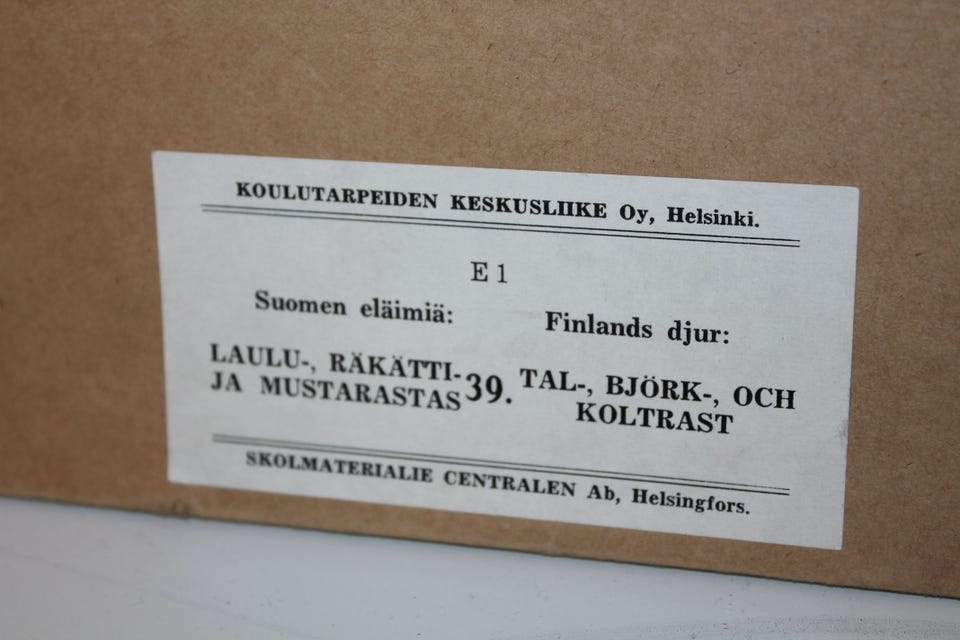 KOULUTARPEIDEN KESKUSLIIKE Oy, Helsinki.
E 1
Suomen eläimiä:
LAULU-, RÄKÄTTI-
JA MUSTARASTAS
39.
Finlands djur:
TAL-, BJÖRK-, OCH
KOLTRAST
SKOLMATERIALIE CENTRALEN Ab, Helsingfors.